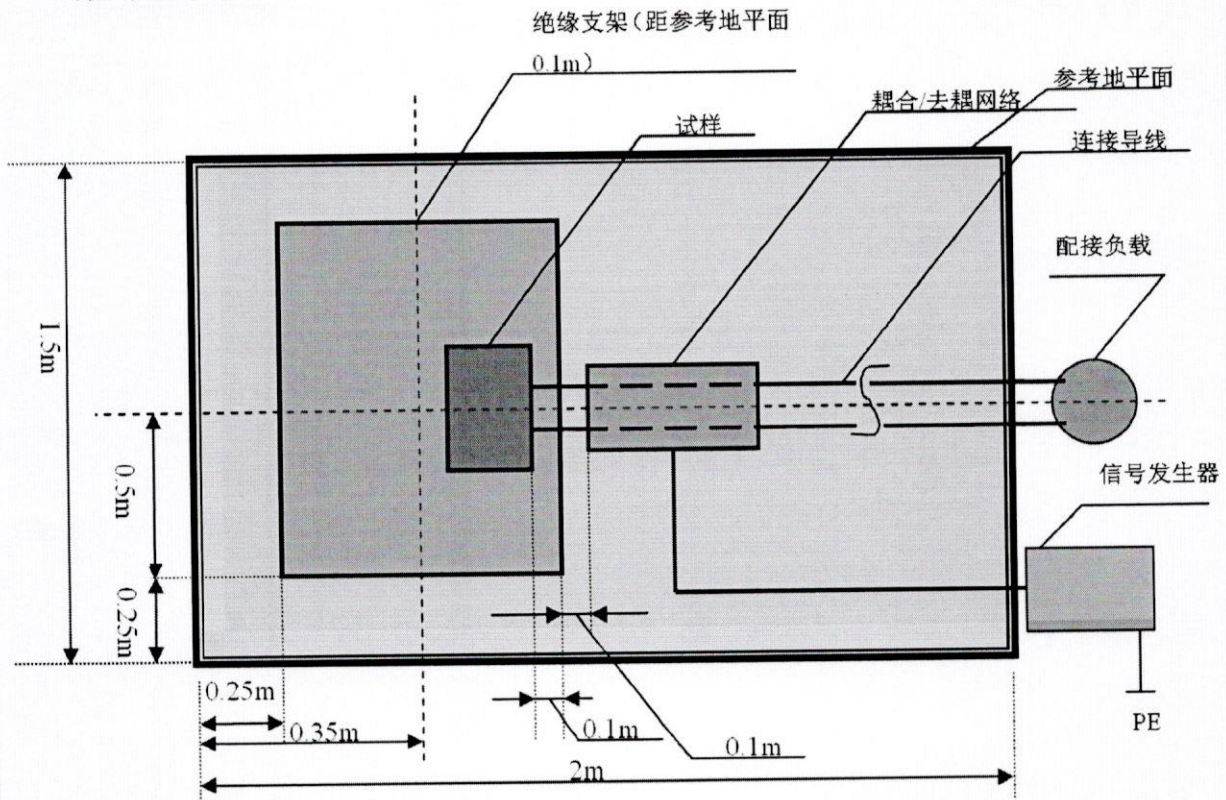 绝缘支架(距参考地平面
0.1m)
参考地平面
耦合/去耦网络
试样
连接导线
配接负载
1.5m
0.5m
信号发生器
0.25m
0.25m
0.35m
0.1m
0.1m
PE
2m